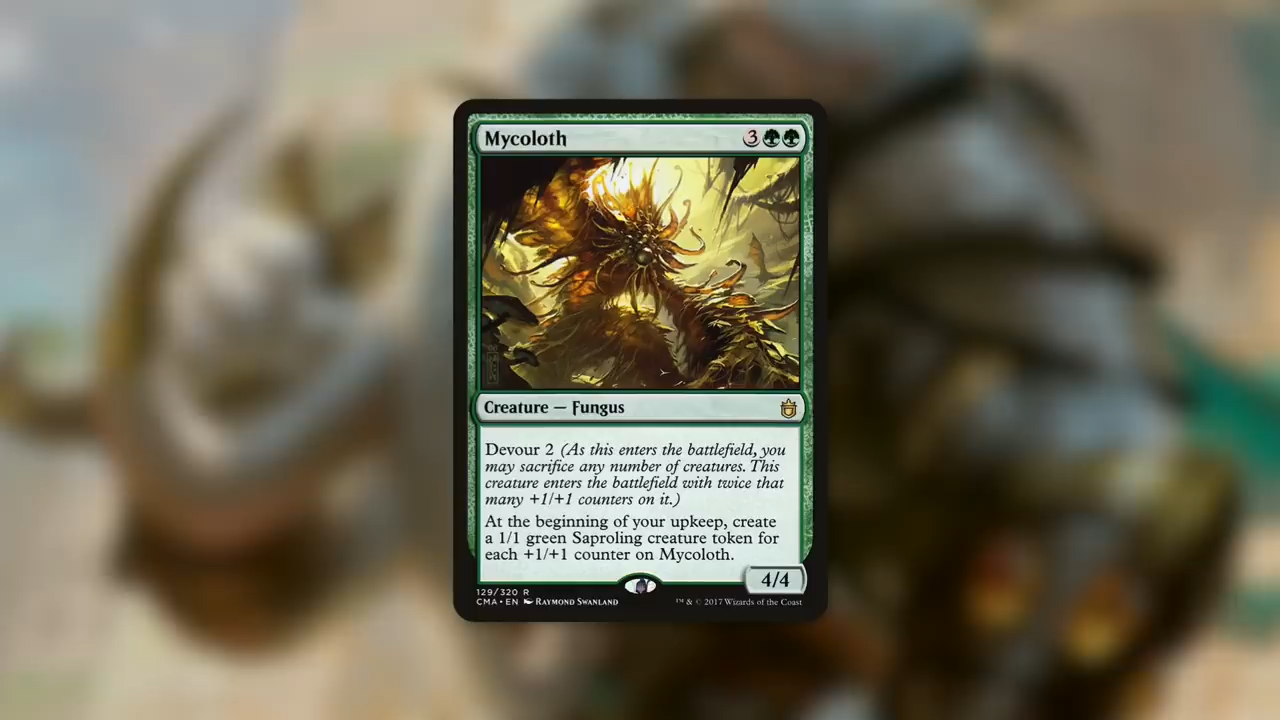 Mycoloth 3
Creature — Fungus
Devour 2 (As this enters the battlefield, you
may sacrifice any number of creatures. This
creature enters the battlefield with twice that
many +1/+1 counters on it.)
At the beginning of your upkeep, create
a 1/1 green Saproling creature token for
each +1/+1 counter on Mycoloth.
4/4
129/320 R
CMA • EN RAYMOND SWANLAND
™ & © 2017 Wizards of the Coast